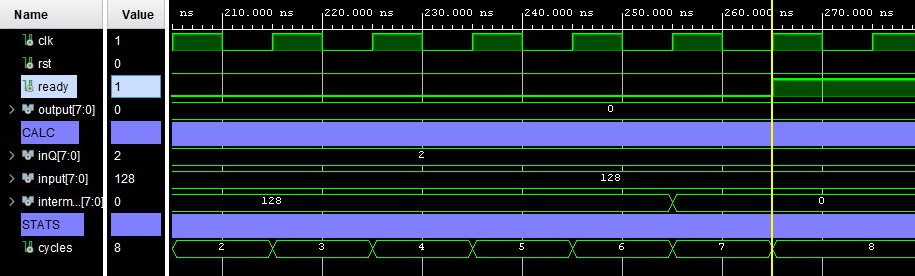 Name Value ns 210.000 ns 220.000 ns 230.000 ns 240.000 ns 250.000 ns 260.000 ns 270.000 ns
clk 1
rst 0
ready 1
output[7:0] 0 0
CALC
inQ[7:0] 2 2
input[7:0] 128 128
interm...[7:0] 0 128 0
STATS
cycles 8 2 3 4 5 6 7 8